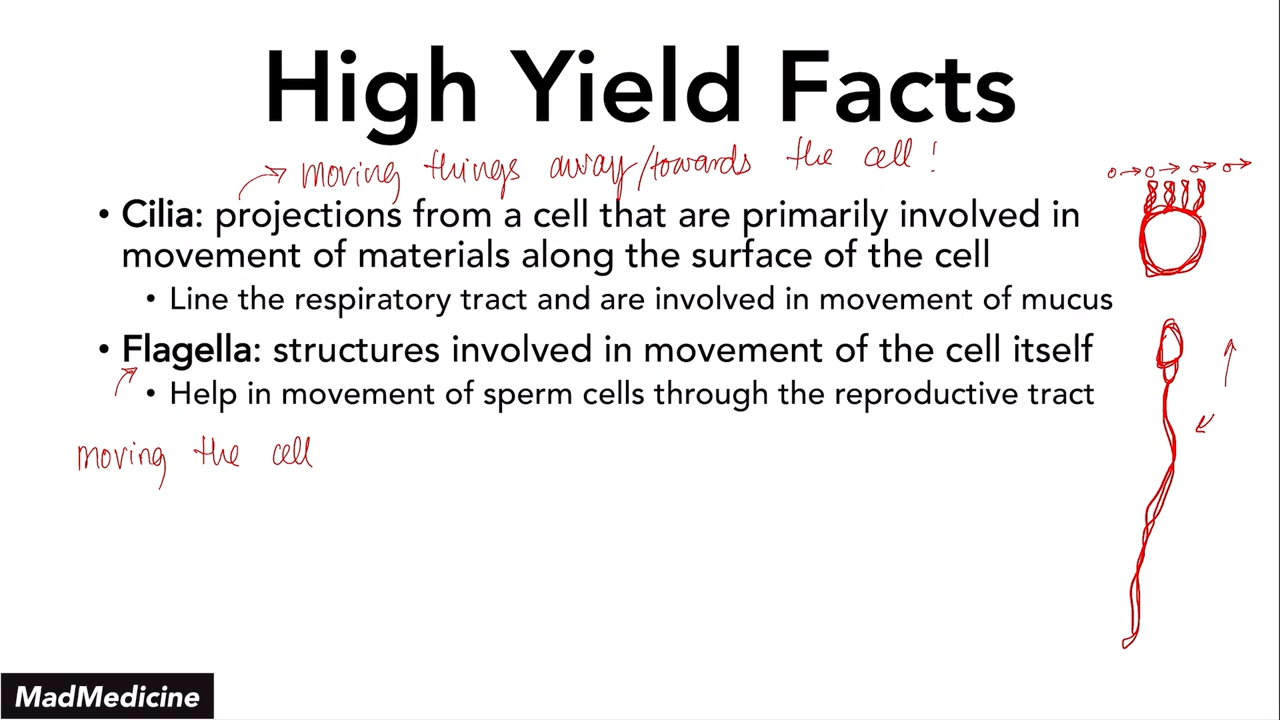 High Yield Facts
→ moving things away/towards the cell!
• Cilia: projections from a cell that are primarily involved in
movement of materials along the surface of the cell
• Line the respiratory tract and are involved in movement of mucus
• Flagella: structures involved in movement of the cell itself
• Help in movement of sperm cells through the reproductive tract
moving the cell
MadMedicine